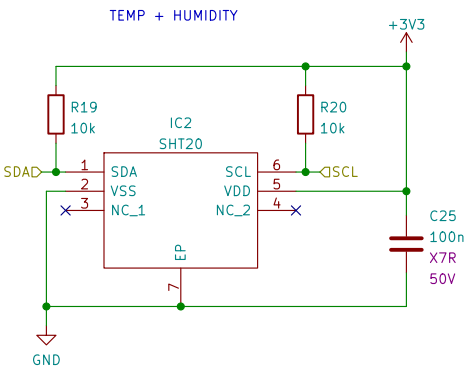 TEMP + HUMIDITY
+3V3
R19
10k
R20
10k
IC2
SHT20
SDA
1
SDA
SCL
6
SCL
2
VSS
VDD
5
3
NC_1
NC_2
4
EP
7
C25
100n
X7R
50V
GND